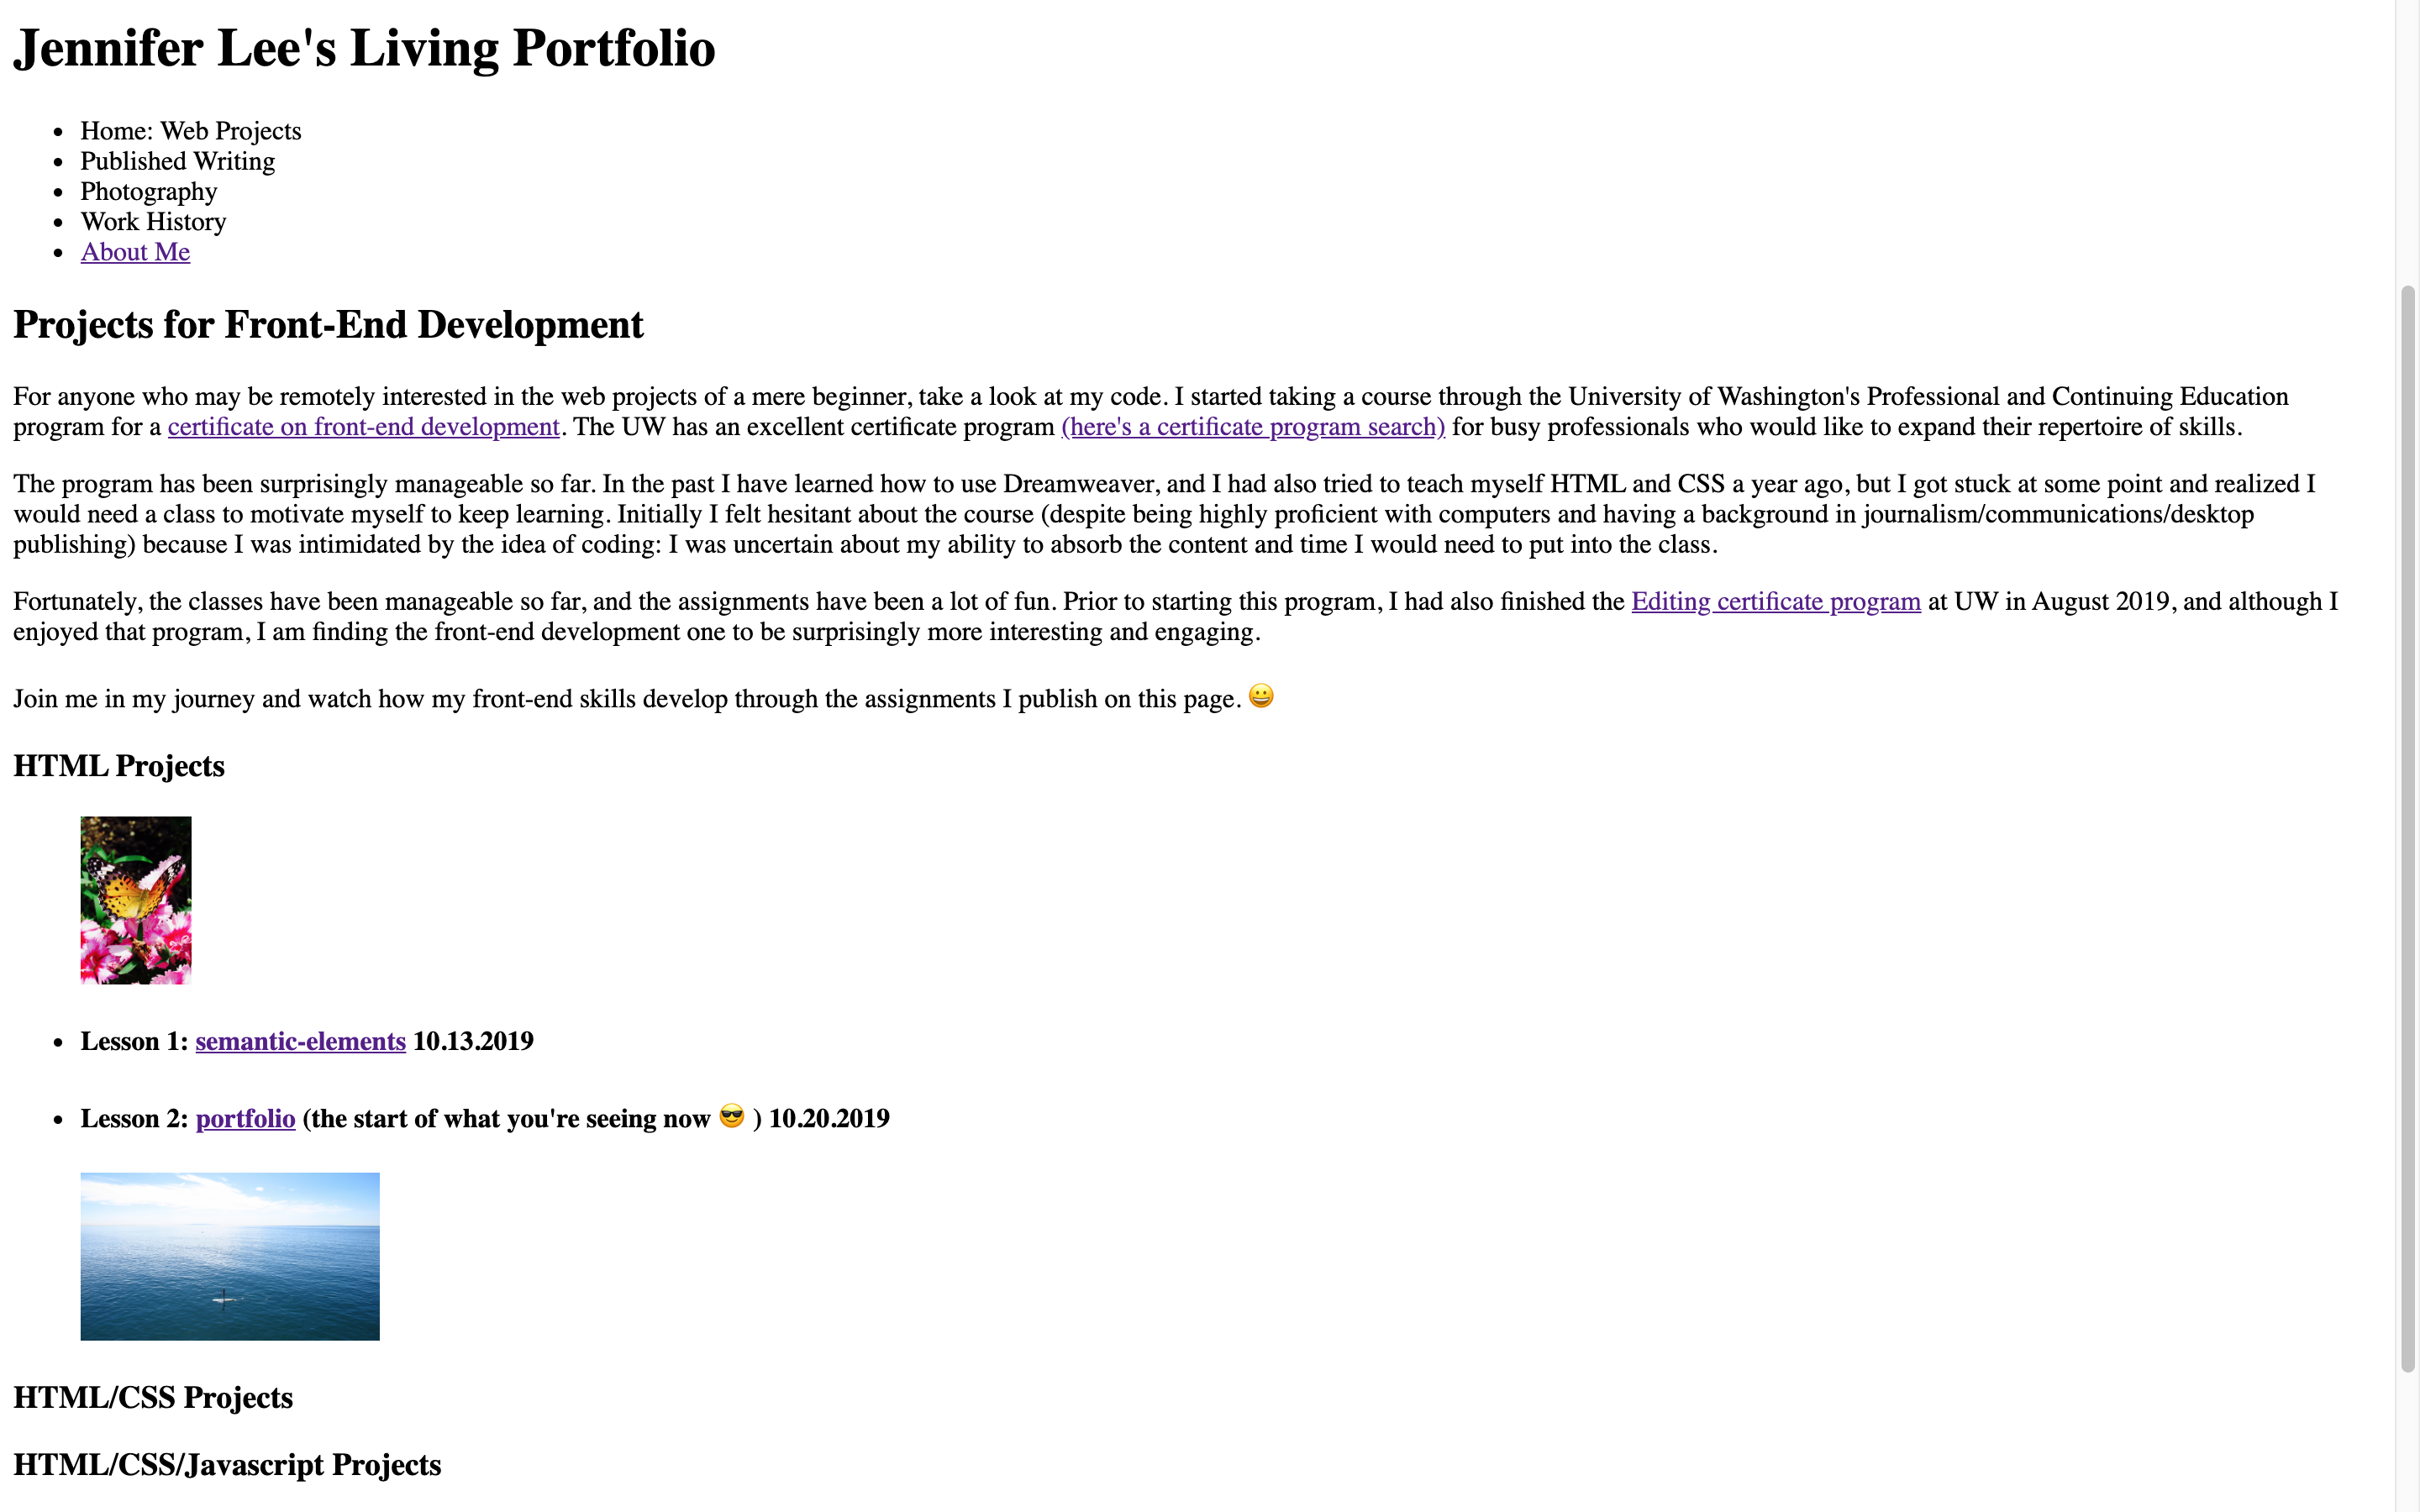 Jennifer Lee's Living Portfolio
Home: Web Projects
Published Writing
Photography
Work History
About Me
Projects for Front-End Development
For anyone who may be remotely interested in the web projects of a mere beginner, take a look at my code. I started taking a course through the University of Washington's Professional and Continuing Education
program for a certificate on front-end development. The UW has an excellent certificate program (here's a certificate program search) for busy professionals who would like to expand their repertoire of skills.
The program has been surprisingly manageable so far. In the past I have learned how to use Dreamweaver, and I had also tried to teach myself HTML and CSS a year ago, but I got stuck at some point and realized I
would need a class to motivate myself to keep learning. Initially I felt hesitant about the course (despite being highly proficient with computers and having a background in journalism/communications/desktop
publishing) because I was intimidated by the idea of coding: I was uncertain about my ability to absorb the content and time I would need to put into the class.
Fortunately, the classes have been manageable so far, and the assignments have been a lot of fun. Prior to starting this program, I had also finished the Editing certificate program at UW in August 2019, and although I
enjoyed that program, I am finding the front-end development one to be surprisingly more interesting and engaging.
Join me in my journey and watch how my front-end skills develop through the assignments I publish on this page. 😀
HTML Projects
Lesson 1: semantic-elements 10.13.2019
Lesson 2: portfolio (the start of what you're seeing now 😎 ) 10.20.2019
HTML/CSS Projects
HTML/CSS/Javascript Projects